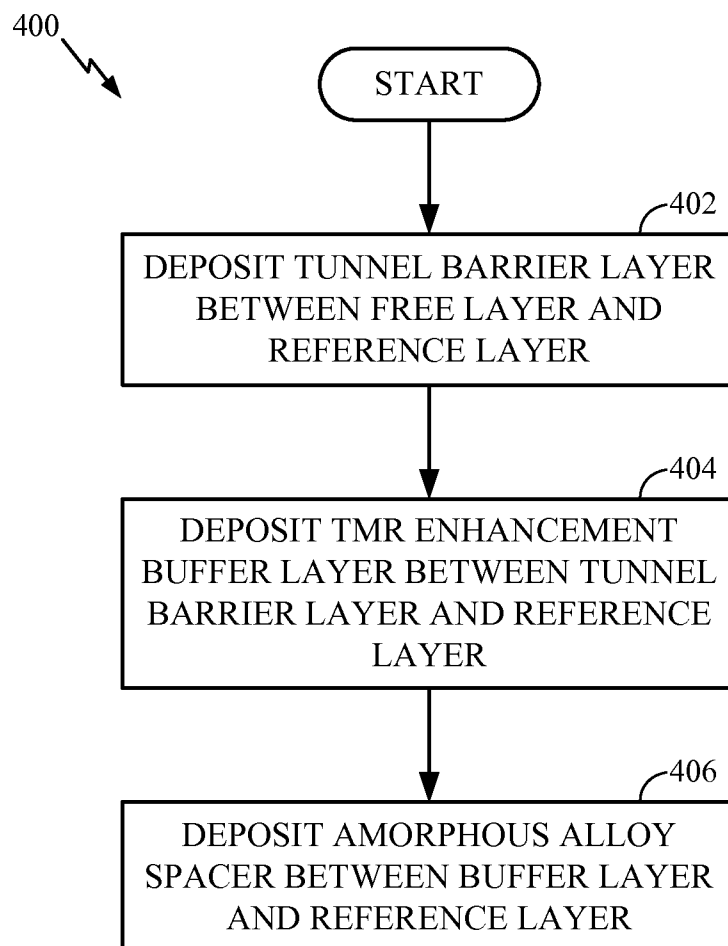 400
START
402
DEPOSIT TUNNEL BARRIER LAYER
BETWEEN FREE LAYER AND
REFERENCE LAYER
404
DEPOSIT TMR ENHANCEMENT
BUFFER LAYER BETWEEN TUNNEL
BARRIER LAYER AND REFERENCE
LAYER
406
DEPOSIT AMORPHOUS ALLOY
SPACER BETWEEN BUFFER LAYER
AND REFERENCE LAYER